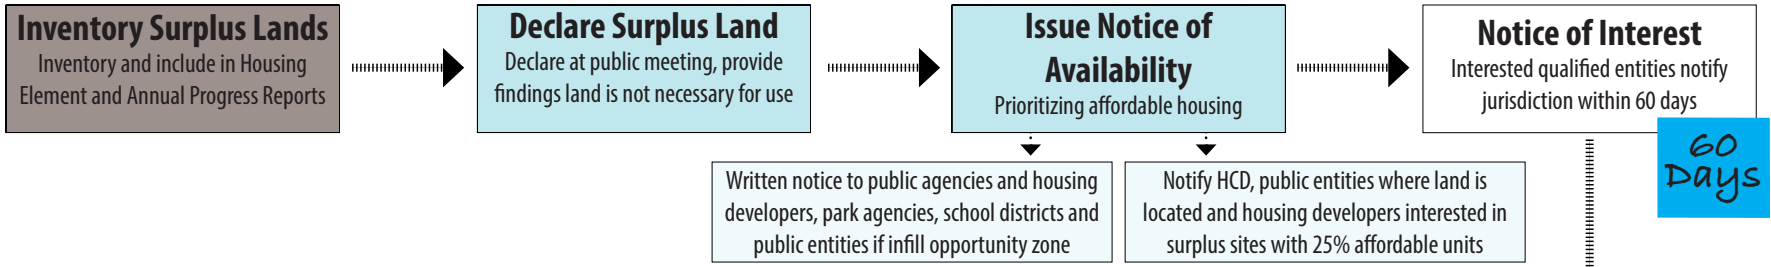 Inventory Surplus Lands
Inventory and include in Housing
Element and Annual Progress Reports
Declare Surplus Land
Declare at public meeting, provide
findings land is not necessary for use
Issue Notice of
Availability
Prioritizing affordable housing
Notice of Interest
Interested qualified entities notify
jurisdiction within 60 days
60
Days
Written notice to public agencies and housing
developers, park agencies, school districts and
public entities if infill opportunity zone
Notify HCD, public entities where land is
located and housing developers interested in
surplus sites with 25% affordable units